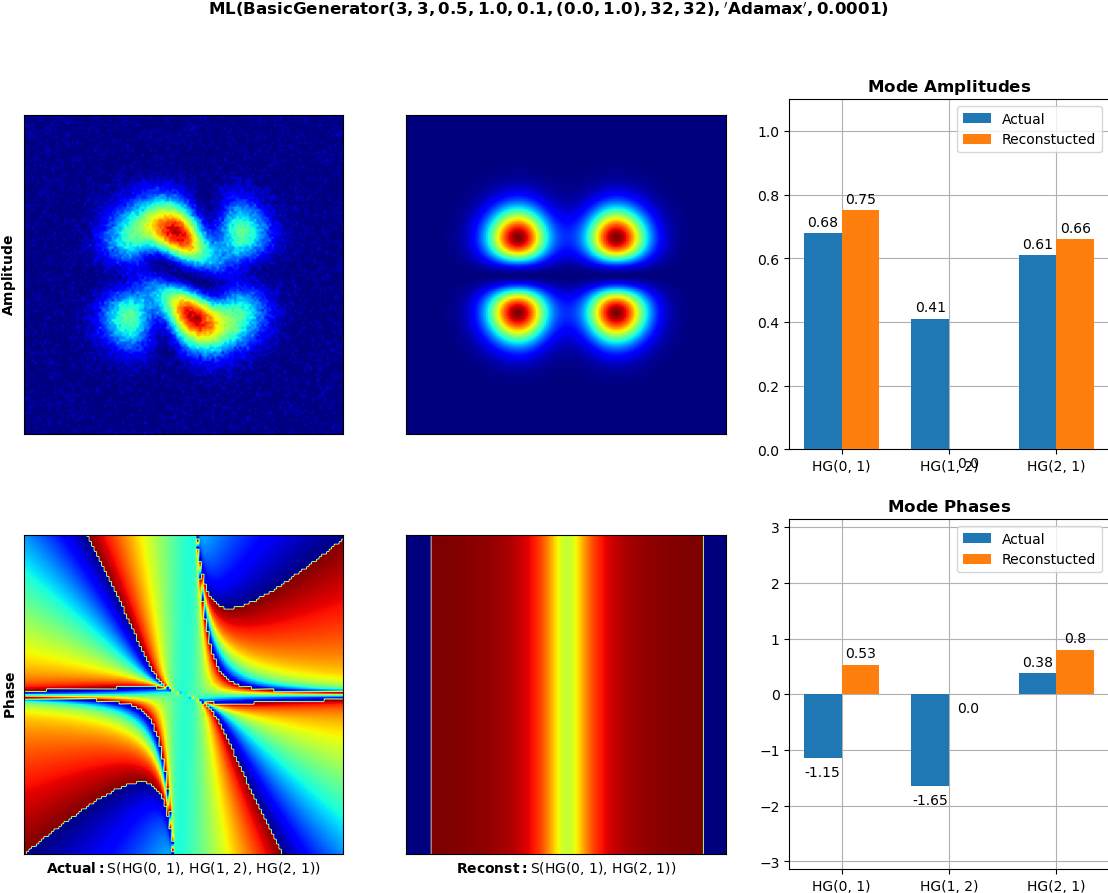 ML(BasicGenerator(3, 3, 0.5, 1.0, 0.1, (0.0, 1.0), 32, 32), ′Adamax′, 0.0001)
Amplitude
Mode Amplitudes
Actual
Reconstucted
1.0
0.8
0.6
0.4
0.2
0.0
0.68
0.75
0.41
0.0
0.61
0.66
HG(0, 1)
HG(1, 2)
HG(2, 1)
Phase
Actual: S(HG(0, 1), HG(1, 2), HG(2, 1))
Reconst: S(HG(0, 1), HG(2, 1))
Mode Phases
Actual
Reconstucted
3
2
1
0
−1
−2
−3
-1.15
0.53
-1.65
0.0
0.38
0.8
HG(0, 1)
HG(1, 2)
HG(2, 1)